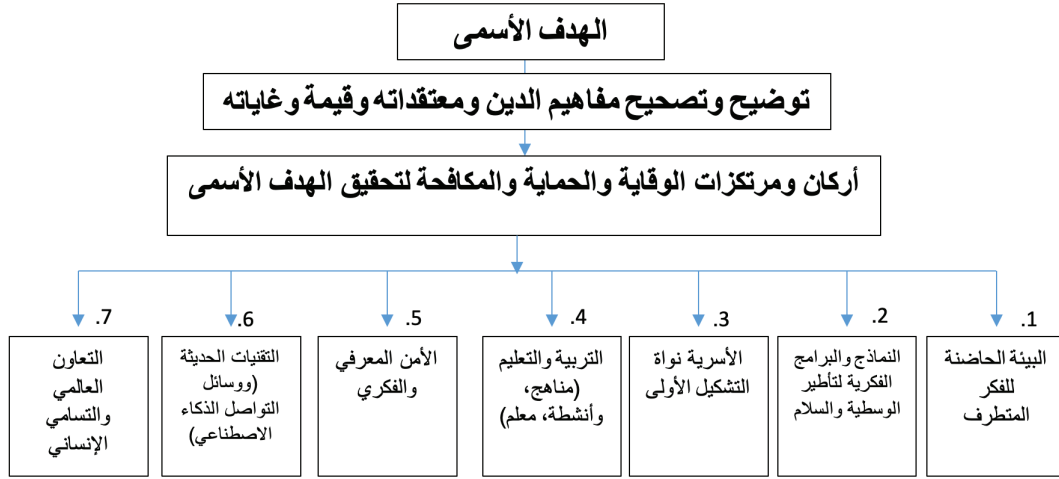 الهدف الأسمى
توضيح وتصحيح مفاهيم الدين ومعتقداته وقيمة وغاياته
أركان ومرتكزات الوقاية والحماية والمكافحة لتحقيق الهدف الأسمى
.1
البيئة الحاضنة
للفكر
المتطرف
.2
النماذج والبرامج
الفكرية لتأطير
الوسطية والسلام
.3
الأسرية نواة
التشكيل الأولى
.4
التربية والتعليم
(مناهج،
وأنشطة، معلم)
.5
الأمن المعرفي
والفكري
.6
التقنيات الحديثة
(ووسائل
التواصل الذكاء
الاصطناعي)
.7
التعاون
العالمي
والتسامي
الإنساني